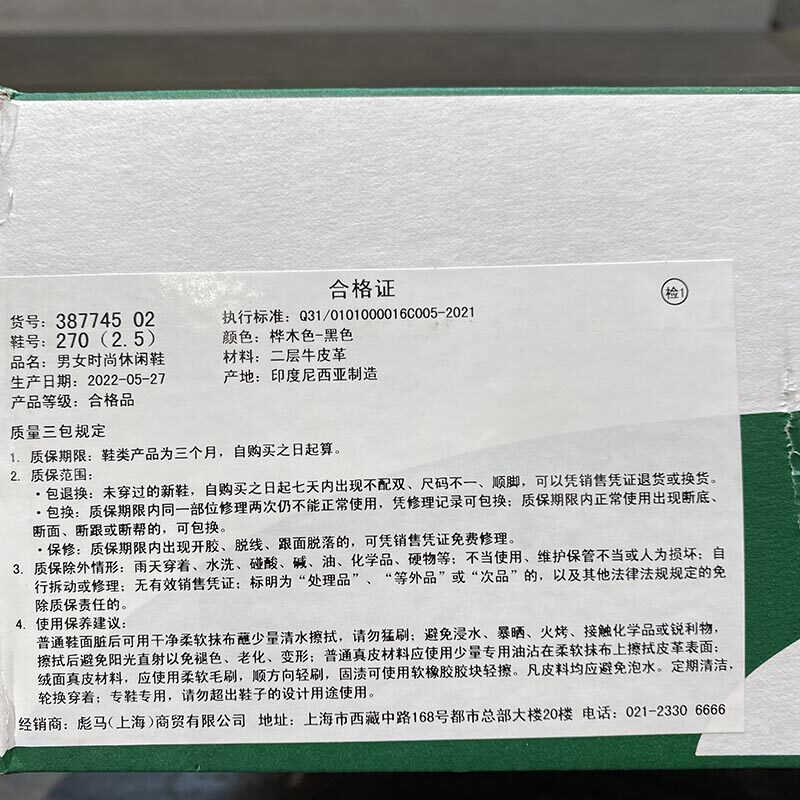 合格证
检1
货号: 387745 02
鞋号: 270 (2.5)
品名: 男女时尚休闲鞋
生产日期: 2022-05-27
产品等级: 合格品
执行标准: Q31/0101000016C005-2021
颜色: 桦木色-黑色
材料: 二层牛皮革
产地: 印度尼西亚制造
质量三包规定
1. 质保期限: 鞋类产品为三个月, 自购买之日起算。
2. 质保范围:
· 包退换: 未穿过的新鞋, 自购买之日起七天内出现不配双、尺码不一、顺脚, 可以凭销售凭证退货或换货。
· 包换: 质保期限内同一部位修理两次仍不能正常使用, 凭修理记录可包换; 质保期限内正常使用出现断底、
断面、断跟或断帮的, 可包换。
· 保修: 质保期限内出现开胶、脱线、跟面脱落的, 可凭销售凭证免费修理。
3. 质保除外情形: 雨天穿着、水洗、碰酸、碱、油、化学品、硬物等; 不当使用、维护保管不当或人为损坏; 自
行拆动或修理; 无有效销售凭证; 标明为“处理品”、“等外品”或“次品”的, 以及其他法律法规规定的免
除质保责任的。
4. 使用保养建议:
普通鞋面脏后可用干净柔软抹布蘸少量清水擦拭, 请勿猛刷; 避免浸水、暴晒、火烤、接触化学品或锐利物,
擦拭后避免阳光直射以免褪色、老化、变形; 普通真皮材料应使用少量专用油沾在柔软抹布上擦拭皮革表面;
绒面真皮材料, 应使用柔软毛刷, 顺方向轻刷, 固渍可使用软橡胶胶块轻擦。凡皮料均应避免泡水。定期清洁,
轮换穿着; 专鞋专用, 请勿超出鞋子的设计用途使用。
经销商: 彪马(上海)商贸有限公司 地址: 上海市西藏中路168号都市总部大楼20楼 电话: 021-2330 6666